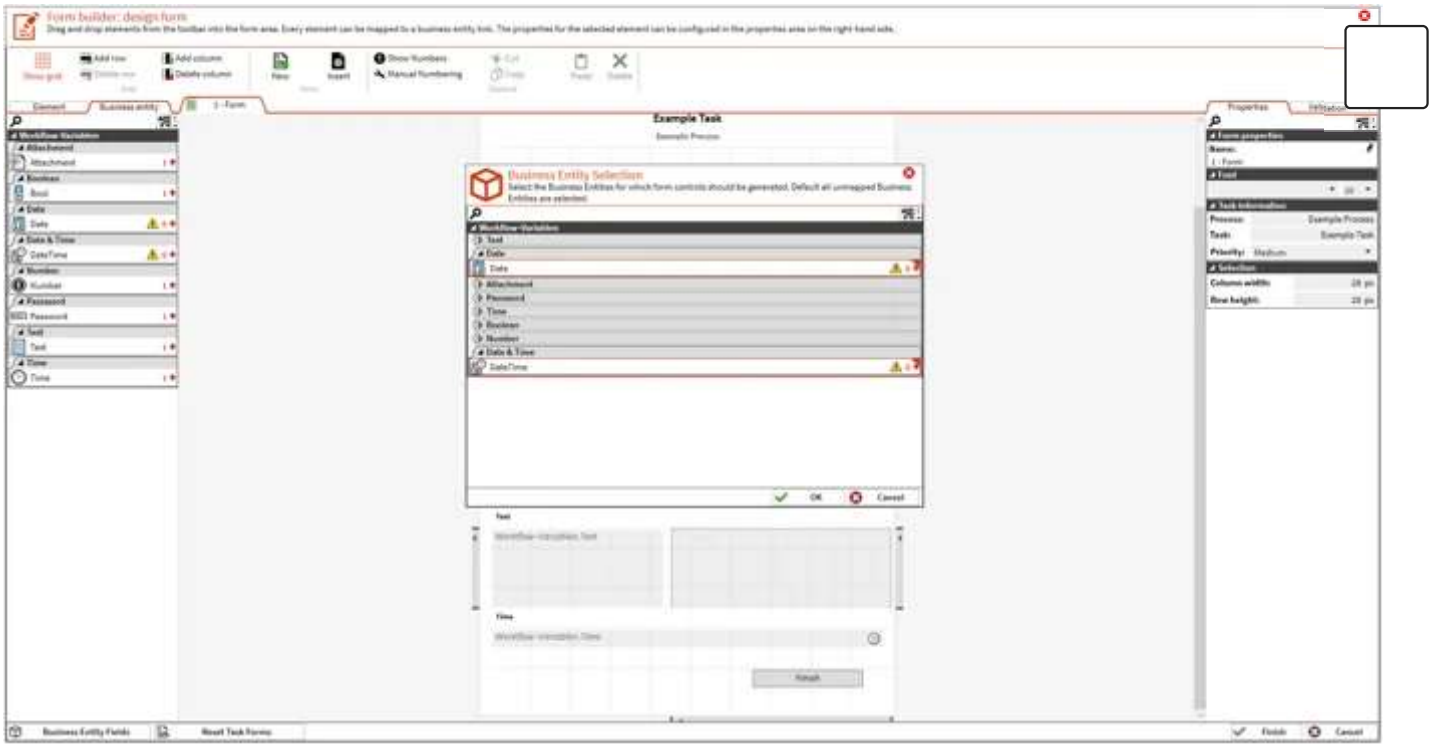 Form builder: design form
Drag and drop elements from the toolbar into the form area. Every element can be mapped to a business entity link. The properties for the selected element can be configured in the properties area on the right hand side.
Show grid
Add row
Delete row
Add column
Delete column
New
Insert
Show Numbers
Manual Numbering
Cut
Copy
Paste
Delete
Element
Business entity
1 - Form
Properties
Workflow-Variables
Attachment
Attachment
Boolean
Bool
Date
Date
Date & Time
DateTime
Number
Number
Password
Password
Text
Text
Time
Time
Example Task
Example Process
Business Entity Selection
Select the Business Entities for which form controls should be generated. Default all unmapped Business
Entities are selected.
Workflow-Variables
Text
Date
Date
Attachment
Password
Time
Boolean
Number
Date & Time
DateTime
OK
Cancel
Text
Workflow-Variables.Text
Time
Workflow-Variables.Time
Finish
Form properties
Name:
1 - Form
Font
Task Information
Process: Example Process
Task: Example Task
Priority: Medium
Selection
Column width: 28 px
Row height: 28 px
Business Entity Fields
Reset Task Forms
Finish
Cancel